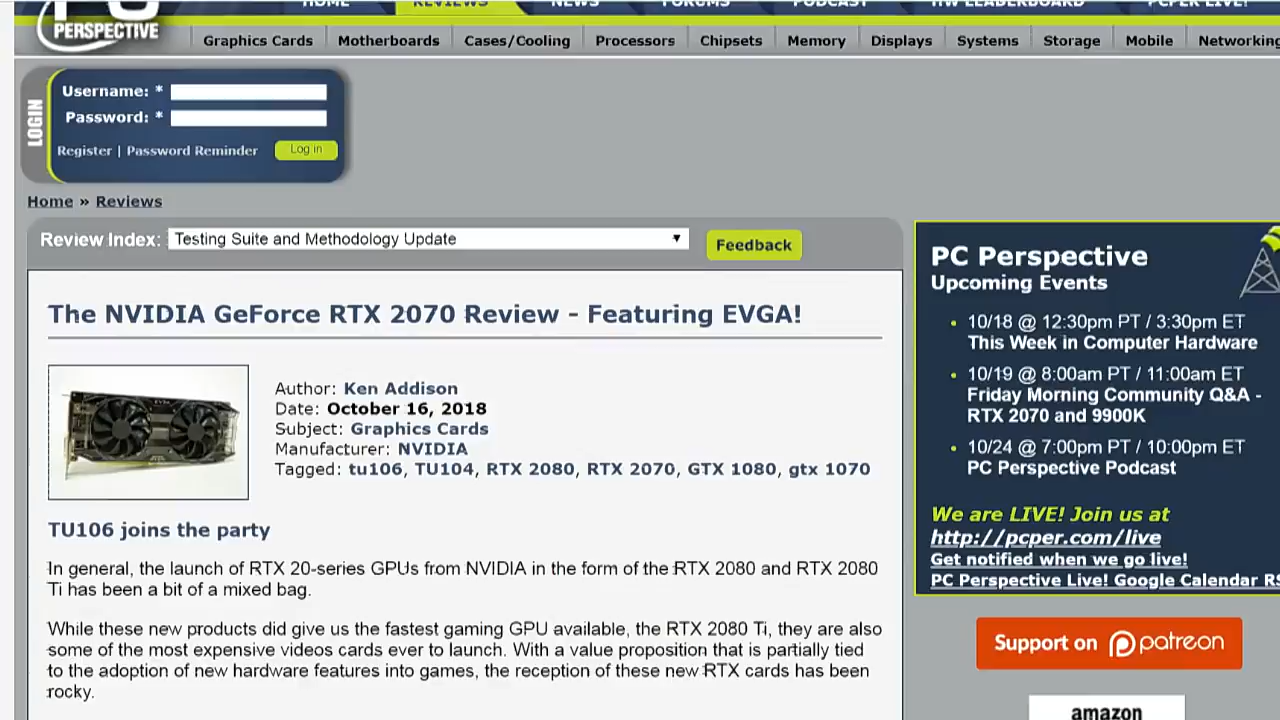 HOME REVIEWS NEWS FORUMS PODCAST HW LEADERBOARD PCPER LIVE!
PC
PERSPECTIVE
Graphics Cards Motherboards Cases/Cooling Processors Chipsets Memory Displays Systems Storage Mobile Networking
LOGIN
Username: *
Password: *
Register | Password Reminder Log in
Home » Reviews
Review Index: Testing Suite and Methodology Update Feedback
The NVIDIA GeForce RTX 2070 Review - Featuring EVGA!
Author: Ken Addison
Date: October 16, 2018
Subject: Graphics Cards
Manufacturer: NVIDIA
Tagged: tu106, TU104, RTX 2080, RTX 2070, GTX 1080, gtx 1070
TU106 joins the party
In general, the launch of RTX 20-series GPUs from NVIDIA in the form of the RTX 2080 and RTX 2080
Ti has been a bit of a mixed bag.
While these new products did give us the fastest gaming GPU available, the RTX 2080 Ti, they are also
some of the most expensive videos cards ever to launch. With a value proposition that is partially tied
to the adoption of new hardware features into games, the reception of these new RTX cards has been
rocky.
PC Perspective
Upcoming Events
10/18 @ 12:30pm PT / 3:30pm ET
This Week in Computer Hardware
10/19 @ 8:00am PT / 11:00am ET
Friday Morning Community Q&A -
RTX 2070 and 9900K
10/24 @ 7:00pm PT / 10:00pm ET
PC Perspective Podcast
We are LIVE! Join us at
http://pcper.com/live
Get notified when we go live!
PC Perspective Live! Google Calendar RS
Support on patreon
amazon